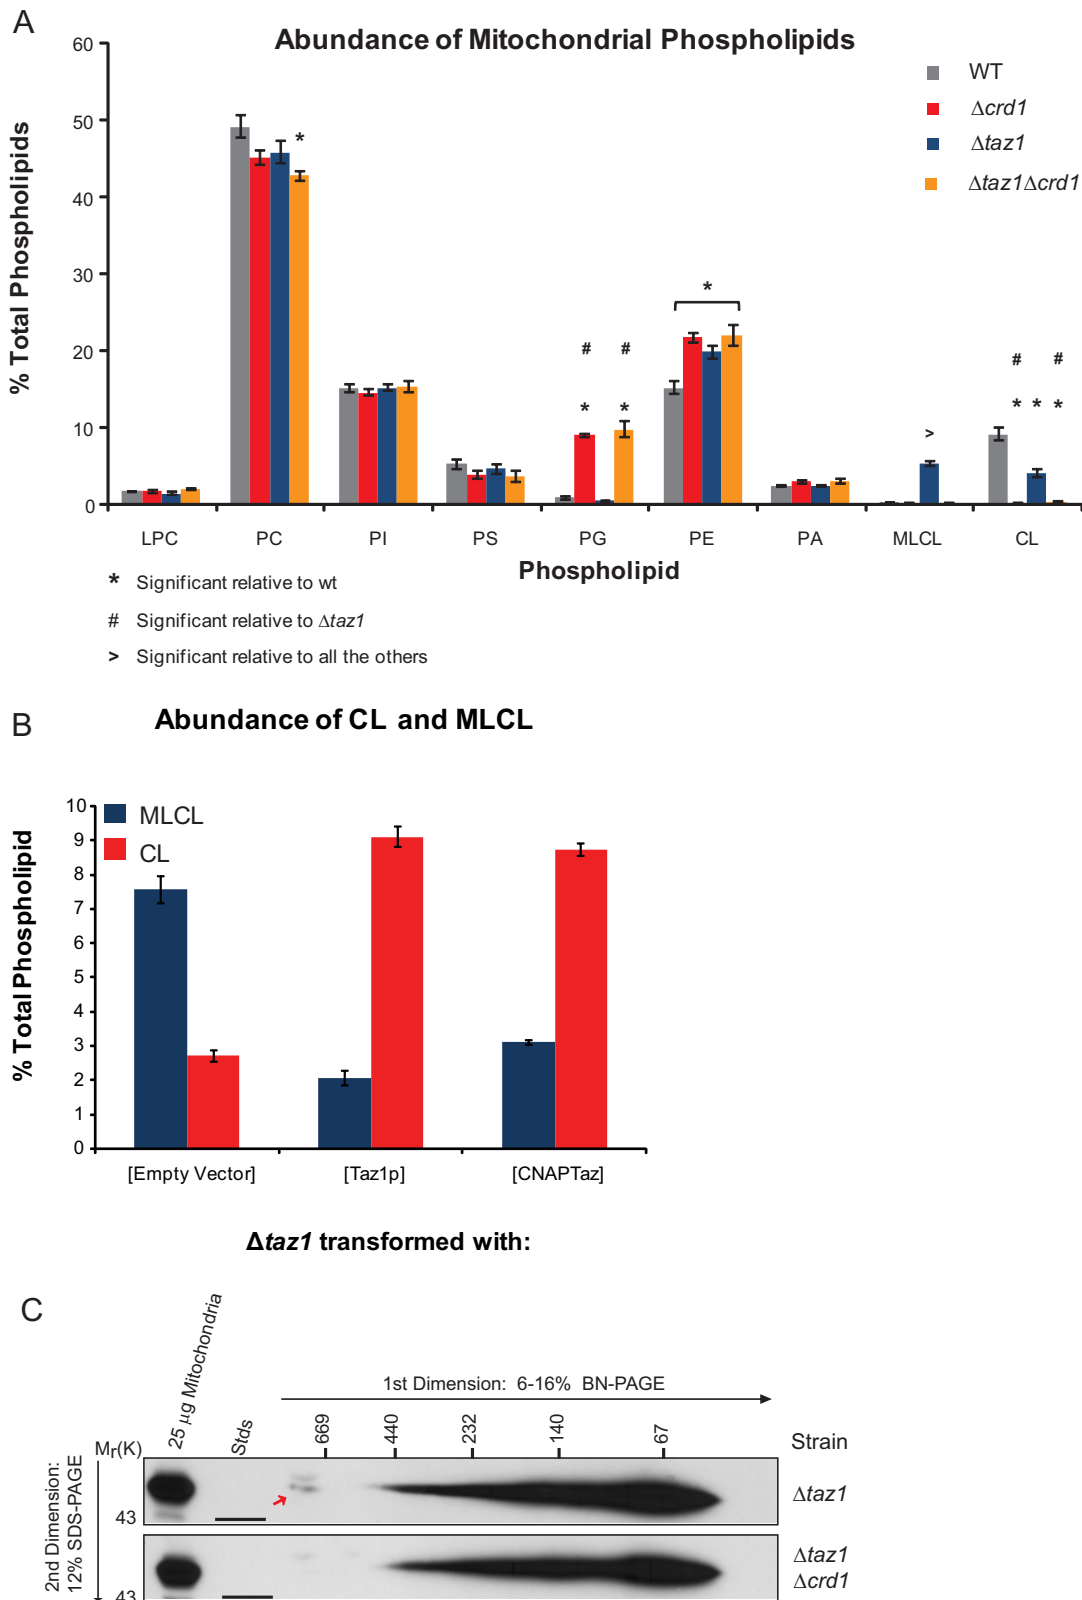 A
Abundance of Mitochondrial Phospholipids
WT
Δcrd1
Δtaz1
Δtaz1Δcrd1
% Total Phospholipids
60
50
40
30
20
10
0
*
# #
* *
*
>
# #
* * *
LPC PC PI PS PG PE PA MLCL CL
Phospholipid
* Significant relative to wt
# Significant relative to Δtaz1
> Significant relative to all the others
B
Abundance of CL and MLCL
MLCL
CL
% Total Phospholipid
10
9
8
7
6
5
4
3
2
1
0
[Empty Vector] [Taz1p] [CNAPTaz]
Δtaz1 transformed with:
C
25 µg Mitochondria
Stds
1st Dimension: 6-16% BN-PAGE
669 440 232 140 67
Strain
Mr(K)
2nd Dimension:
12% SDS-PAGE
43
Δtaz1
43
Δtaz1
Δcrd1